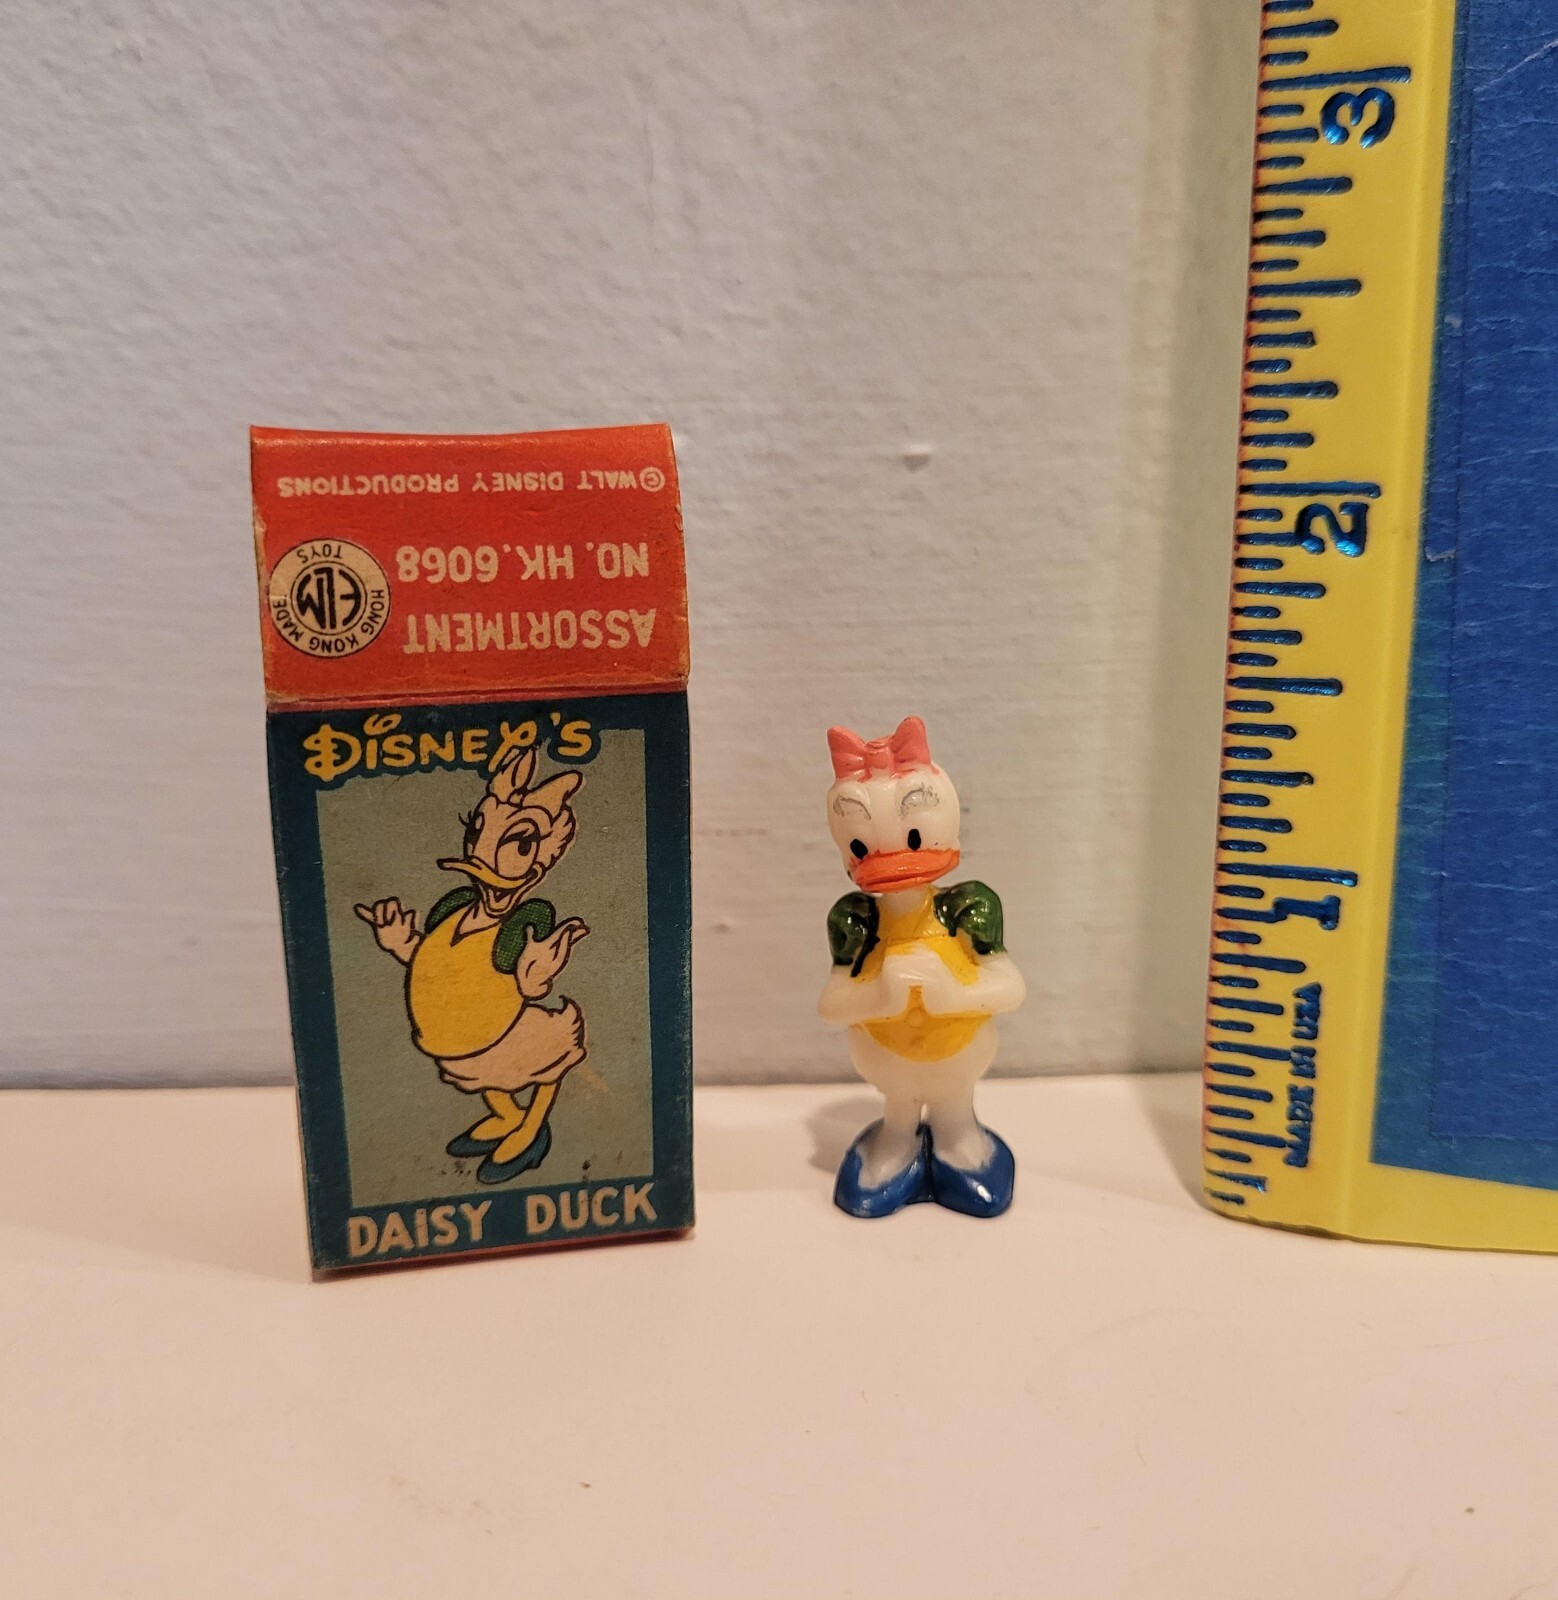 © WALT DISNEY PRODUCTIONS
NO. HK. 6068
ASSORTMENT
HONG KONG MADE
ELM
TOYS
DISNEY'S
DAISY DUCK
3
2
1
MADE IN USA